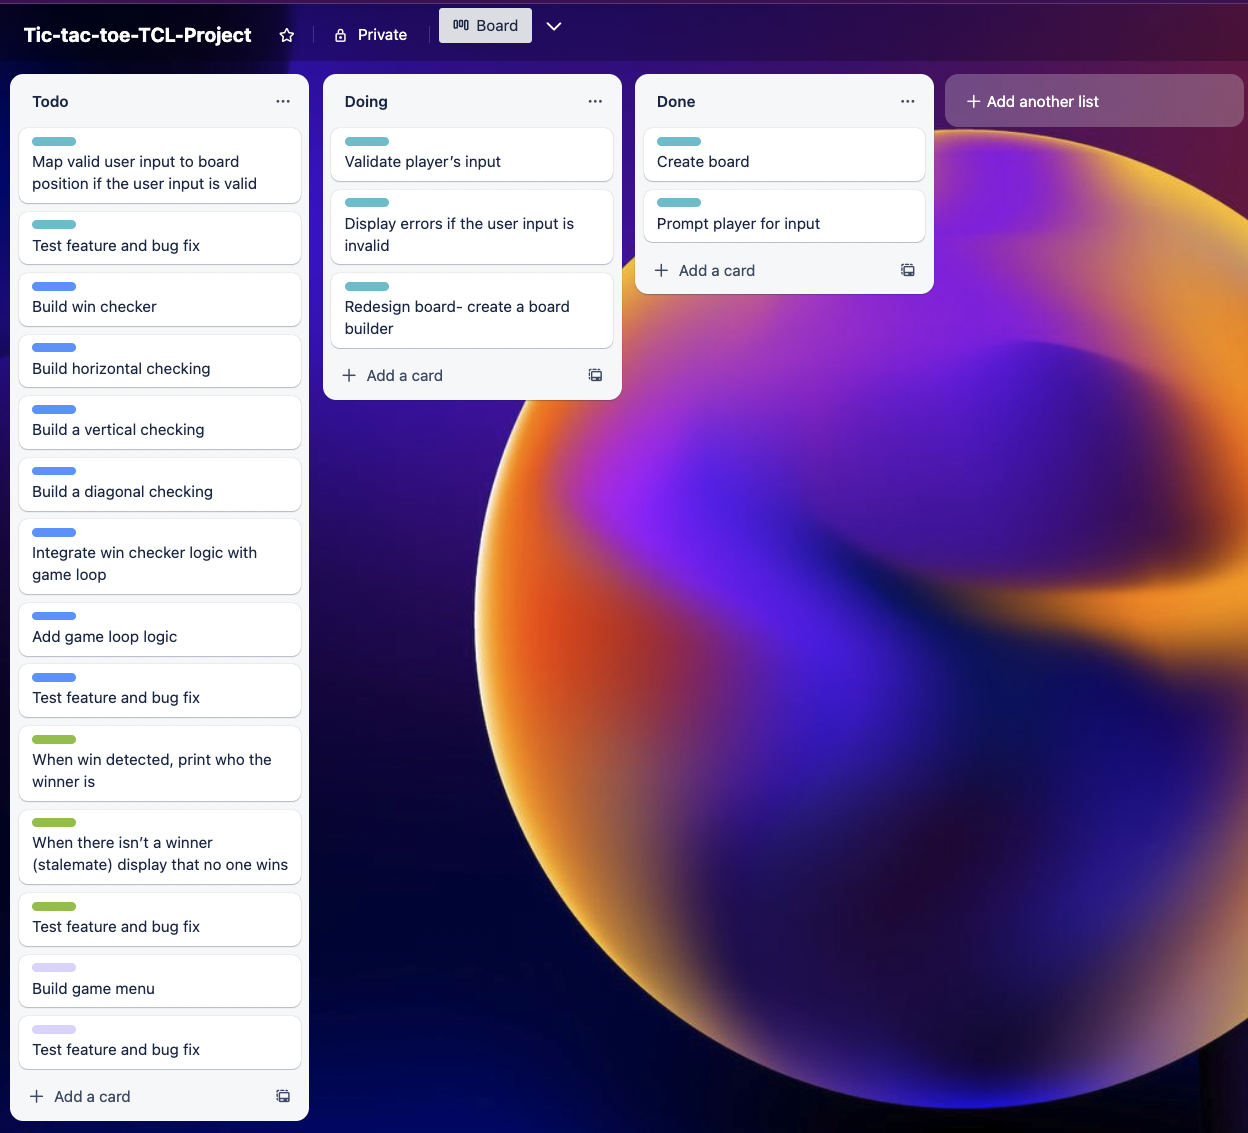 Tic-tac-toe-TCL-Project
Private
Board
Todo
Map valid user input to board
position if the user input is valid
Test feature and bug fix
Build win checker
Build horizontal checking
Build a vertical checking
Build a diagonal checking
Integrate win checker logic with
game loop
Add game loop logic
Test feature and bug fix
When win detected, print who the
winner is
When there isn’t a winner
(stalemate) display that no one wins
Test feature and bug fix
Build game menu
Test feature and bug fix
Add a card
Doing
Validate player’s input
Display errors if the user input is
invalid
Redesign board- create a board
builder
Add a card
Done
Create board
Prompt player for input
Add a card
Add another list